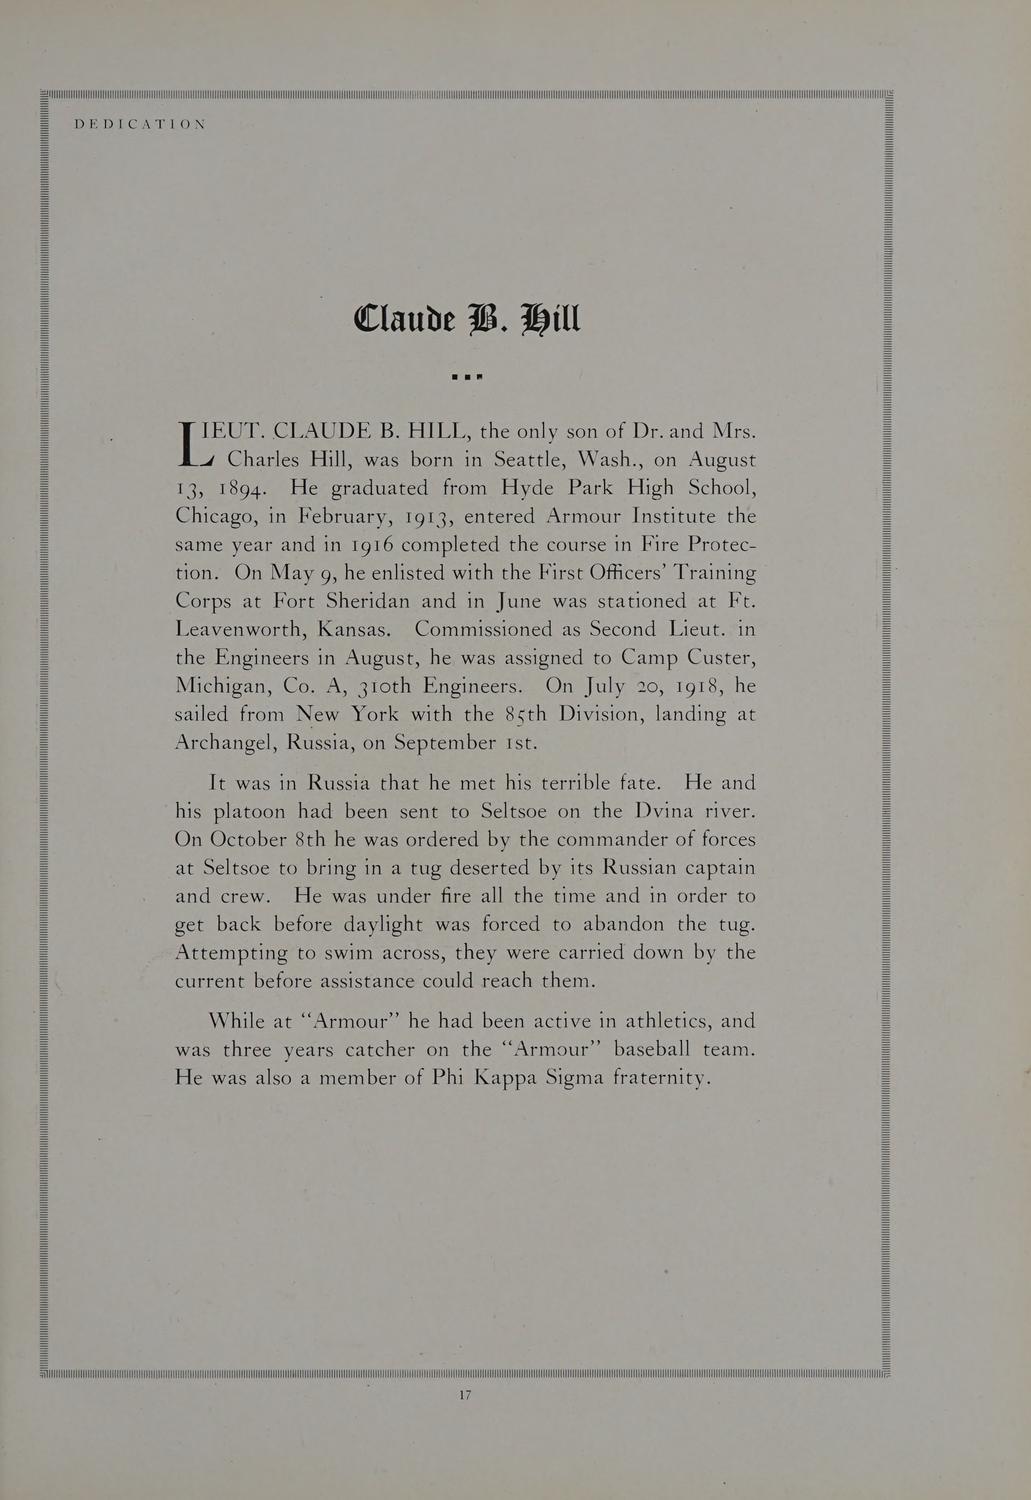 DEDICATION
Claude B. Hill
LIEUT. CLAUDE B. HILL, the only son of Dr. and Mrs.
Charles Hill, was born in Seattle, Wash., on August
13, 1894. He graduated from Hyde Park High School,
Chicago, in February, 1913, entered Armour Institute the
same year and in 1916 completed the course in Fire Protec-
tion. On May 9, he enlisted with the First Officers’ Training
Corps at Fort Sheridan and in June was stationed at Ft.
Leavenworth, Kansas. Commissioned as Second Lieut. in
the Engineers in August, he was assigned to Camp Custer,
Michigan, Co. A, 310th Engineers. On July 20, 1918, he
sailed from New York with the 85th Division, landing at
Archangel, Russia, on September 1st.
It was in Russia that he met his terrible fate. He and
his platoon had been sent to Seltsoe on the Dvina river.
On October 8th he was ordered by the commander of forces
at Seltsoe to bring in a tug deserted by its Russian captain
and crew. He was under fire all the time and in order to
get back before daylight was forced to abandon the tug.
Attempting to swim across, they were carried down by the
current before assistance could reach them.
While at “Armour” he had been active in athletics, and
was three years catcher on the “Armour” baseball team.
He was also a member of Phi Kappa Sigma fraternity.
17